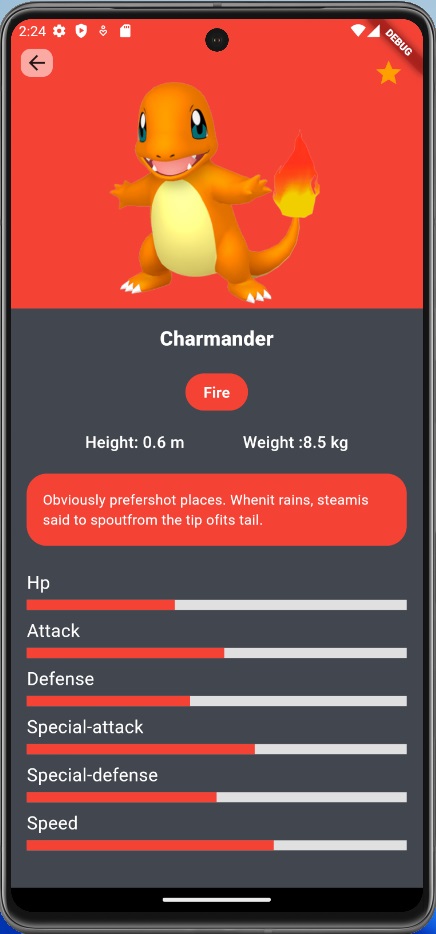 2:24
DEBUG
Charmander
Fire
Height: 0.6 m
Weight :8.5 kg
Obviously prefershot places. Whenit rains, steamis
said to spoutfrom the tip ofits tail.
Hp
Attack
Defense
Special-attack
Special-defense
Speed